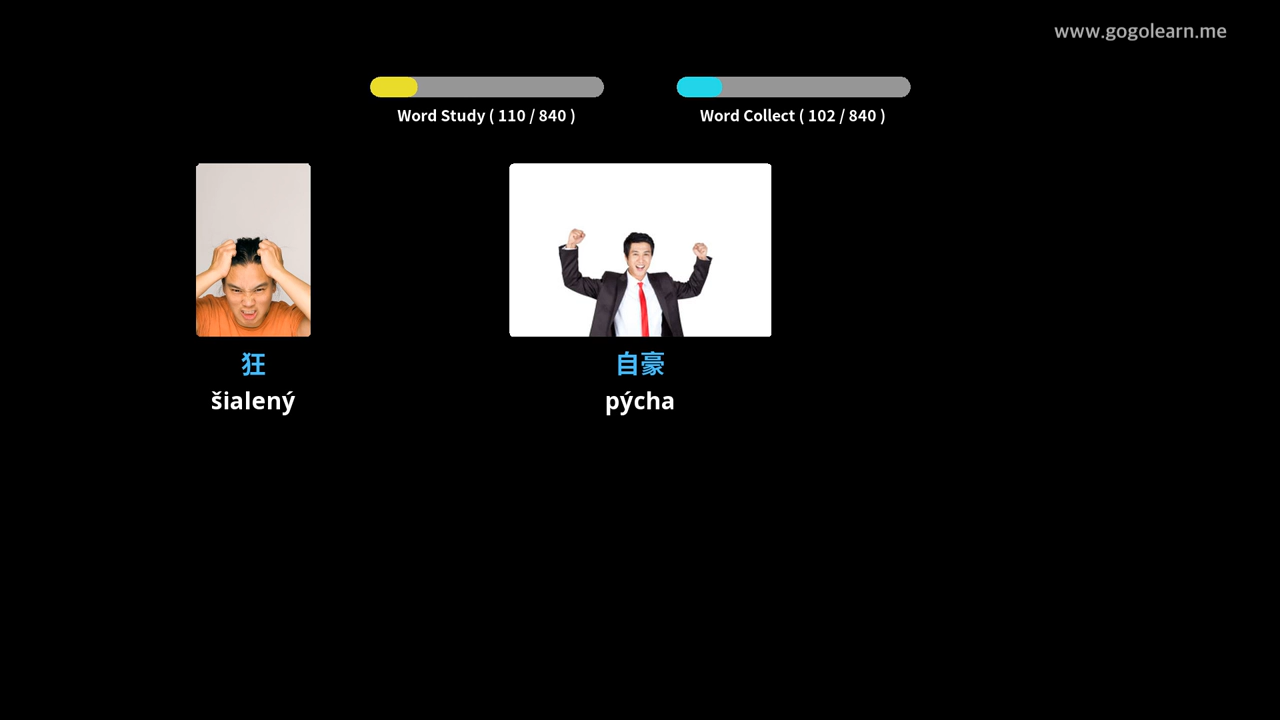 www.gogolearn.me
Word Study ( 110 / 840 )
Word Collect ( 102 / 840 )
狂
šialený
自豪
pýcha